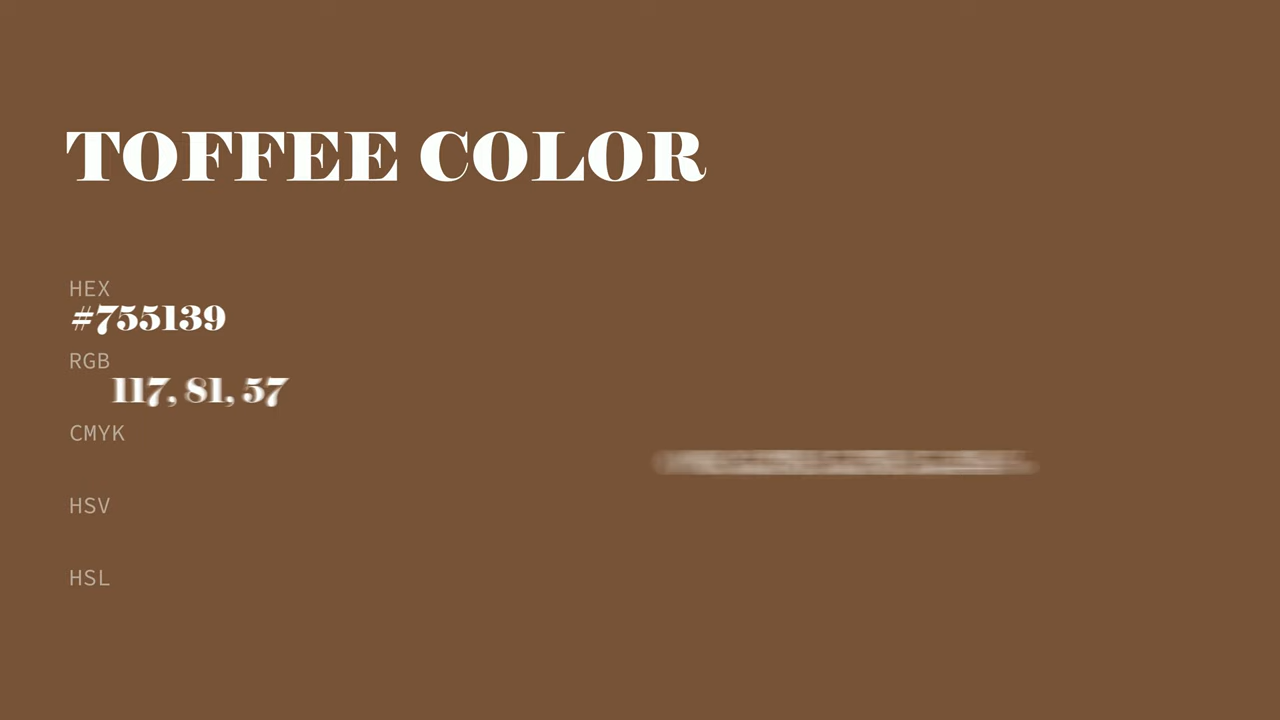 TOFFEE COLOR
HEX
#755139
RGB
117, 81, 57
CMYK
HSV
HSL